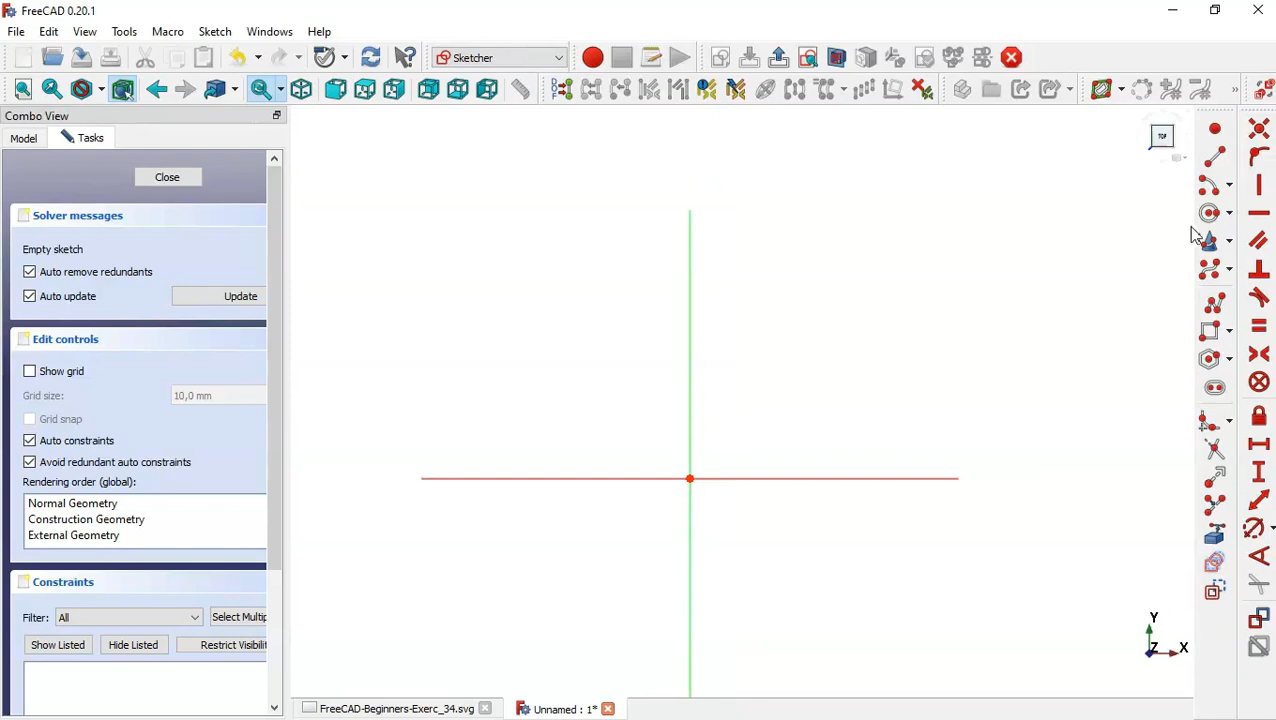 FreeCAD 0.20.1
File Edit View Tools Macro Sketch Windows Help
Sketcher
Combo View
Model Tasks
Close
Solver messages
Empty sketch
Auto remove redundants
Auto update Update
Edit controls
Show grid
Grid size: 10,0 mm
Grid snap
Auto constraints
Avoid redundant auto constraints
Rendering order (global):
Normal Geometry
Construction Geometry
External Geometry
Constraints
Filter: All Select Multip
Show Listed Hide Listed Restrict Visibili
TOP
Y
Z X
FreeCAD-Beginners-Exerc_34.svg Unnamed : 1*